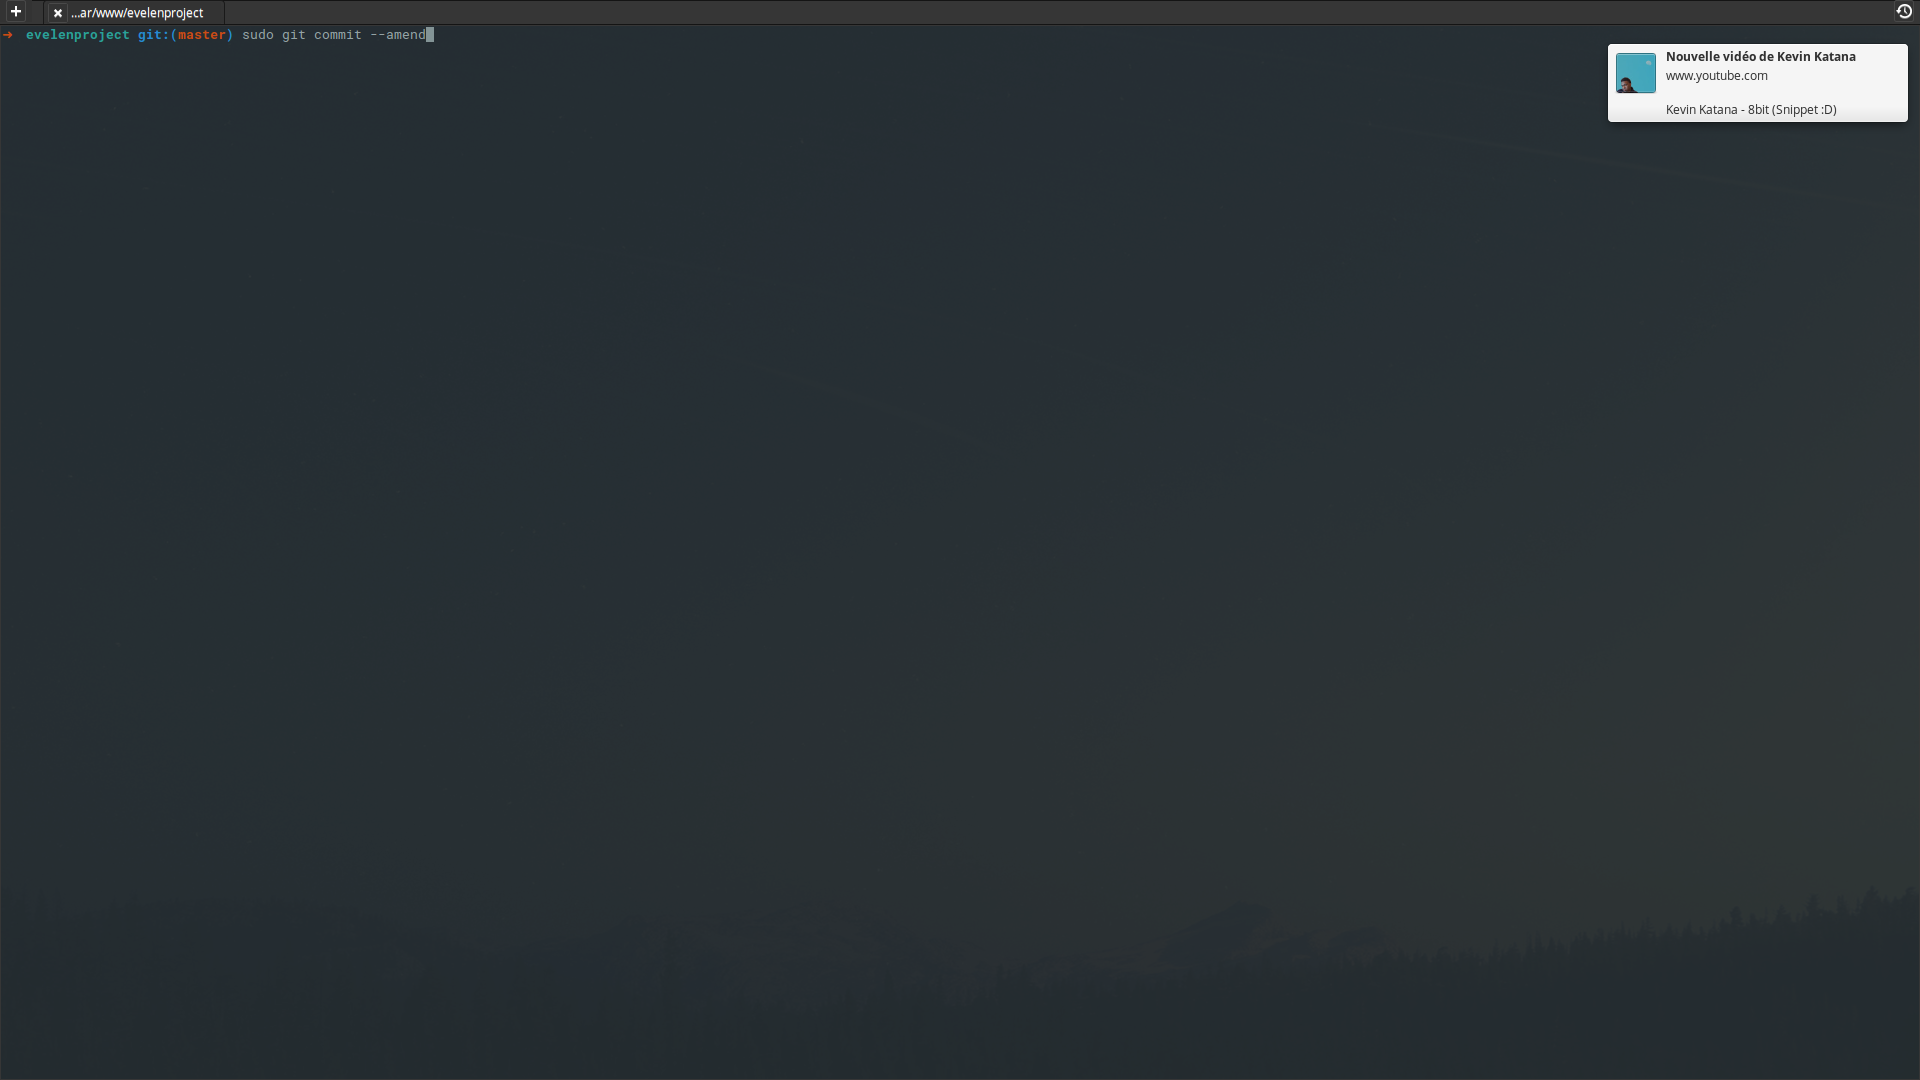 ...ar/www/evelenproject
➜ evelenproject git:(master) sudo git commit --amend
Nouvelle vidéo de Kevin Katana
www.youtube.com
Kevin Katana - 8bit (Snippet :D)